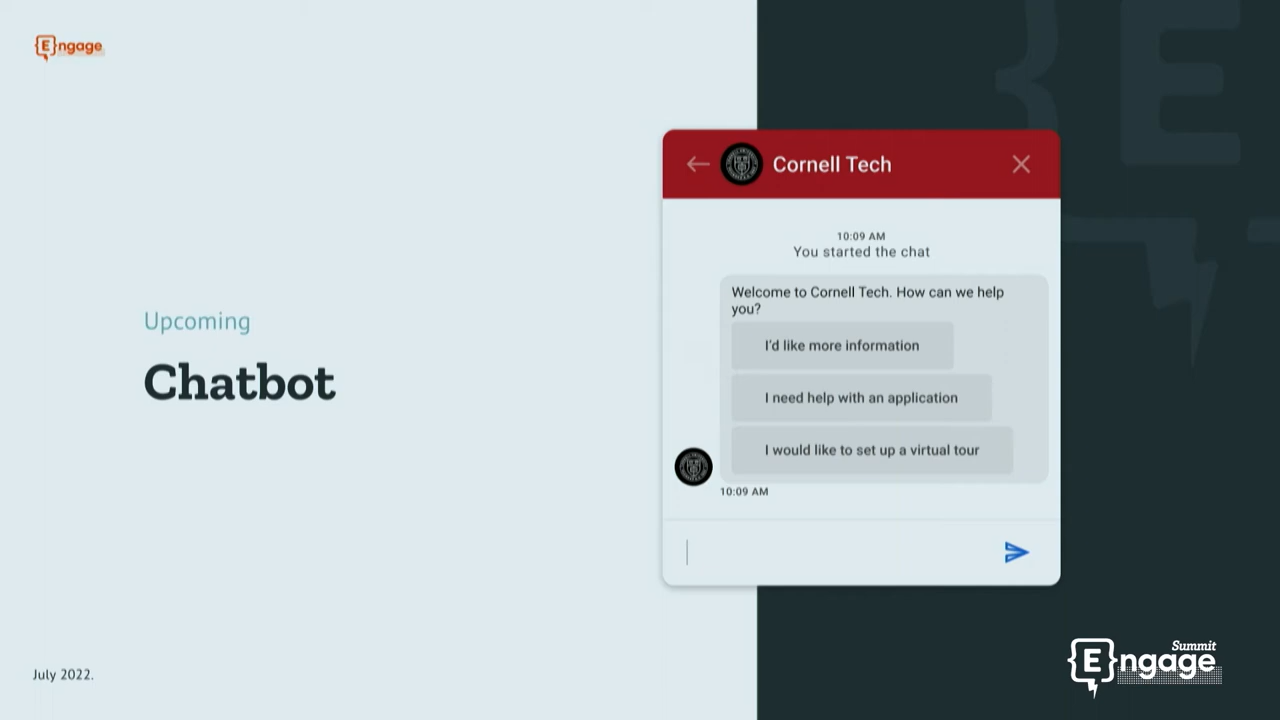 {E}ngage
Upcoming
Chatbot
Cornell Tech
10:09 AM
You started the chat
Welcome to Cornell Tech. How can we help
you?
I'd like more information
I need help with an application
I would like to set up a virtual tour
10:09 AM
July 2022.
Summit
{E}ngage